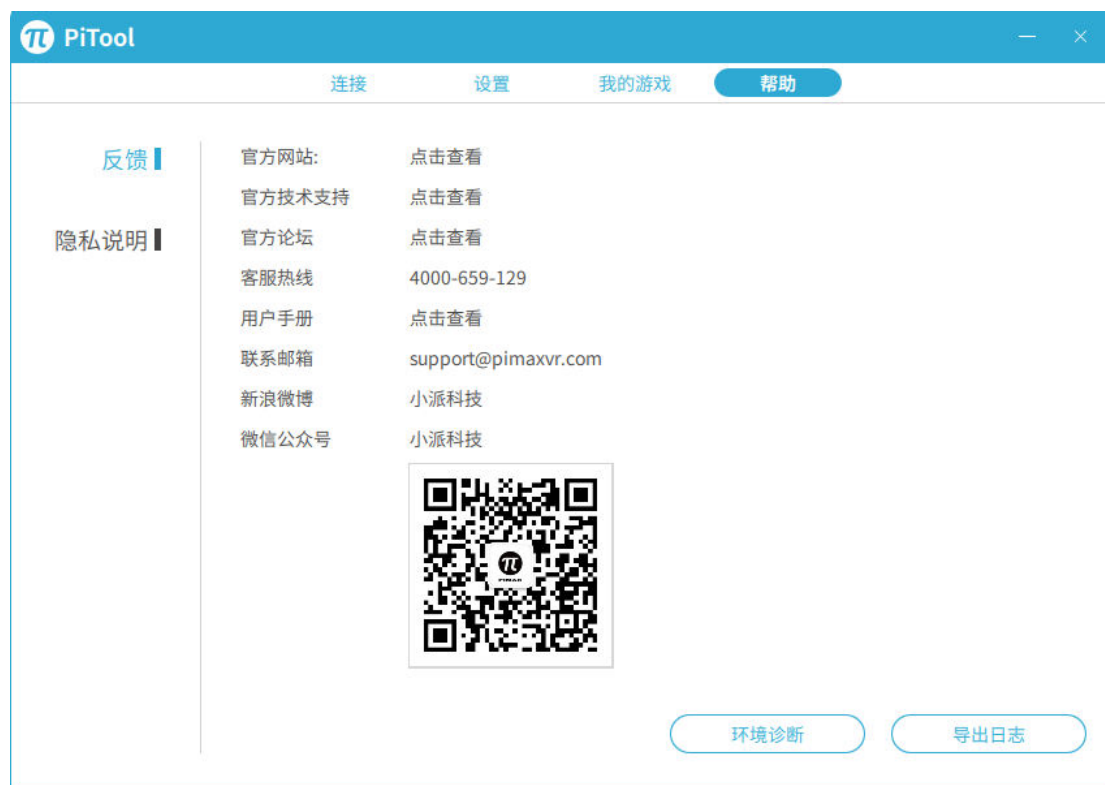 PiTool
连接 设置 我的游戏 帮助
反馈
隐私说明
官方网站: 点击查看
官方技术支持 点击查看
官方论坛 点击查看
客服热线 4000-659-129
用户手册 点击查看
联系邮箱 support@pimaxvr.com
新浪微博 小派科技
微信公众号 小派科技
PIMAX
环境诊断 导出日志